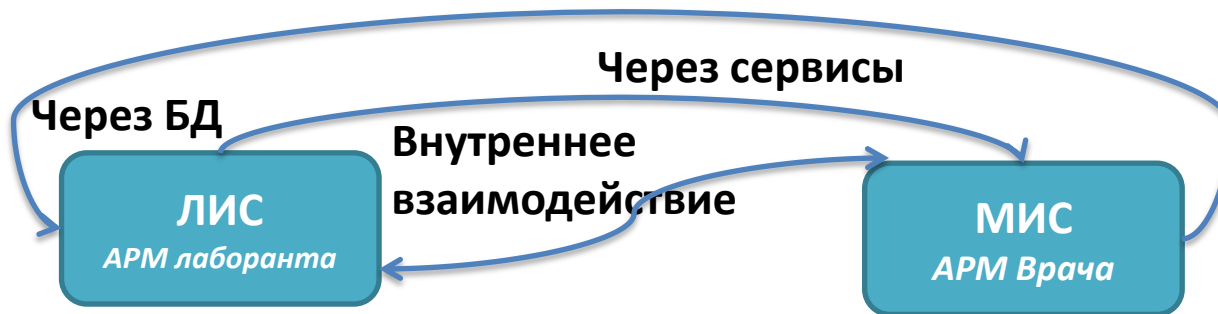 Через сервисы
Через БД
Внутреннее
взаимодействие
ЛИС
АРМ лаборанта
МИС
АРМ Врача